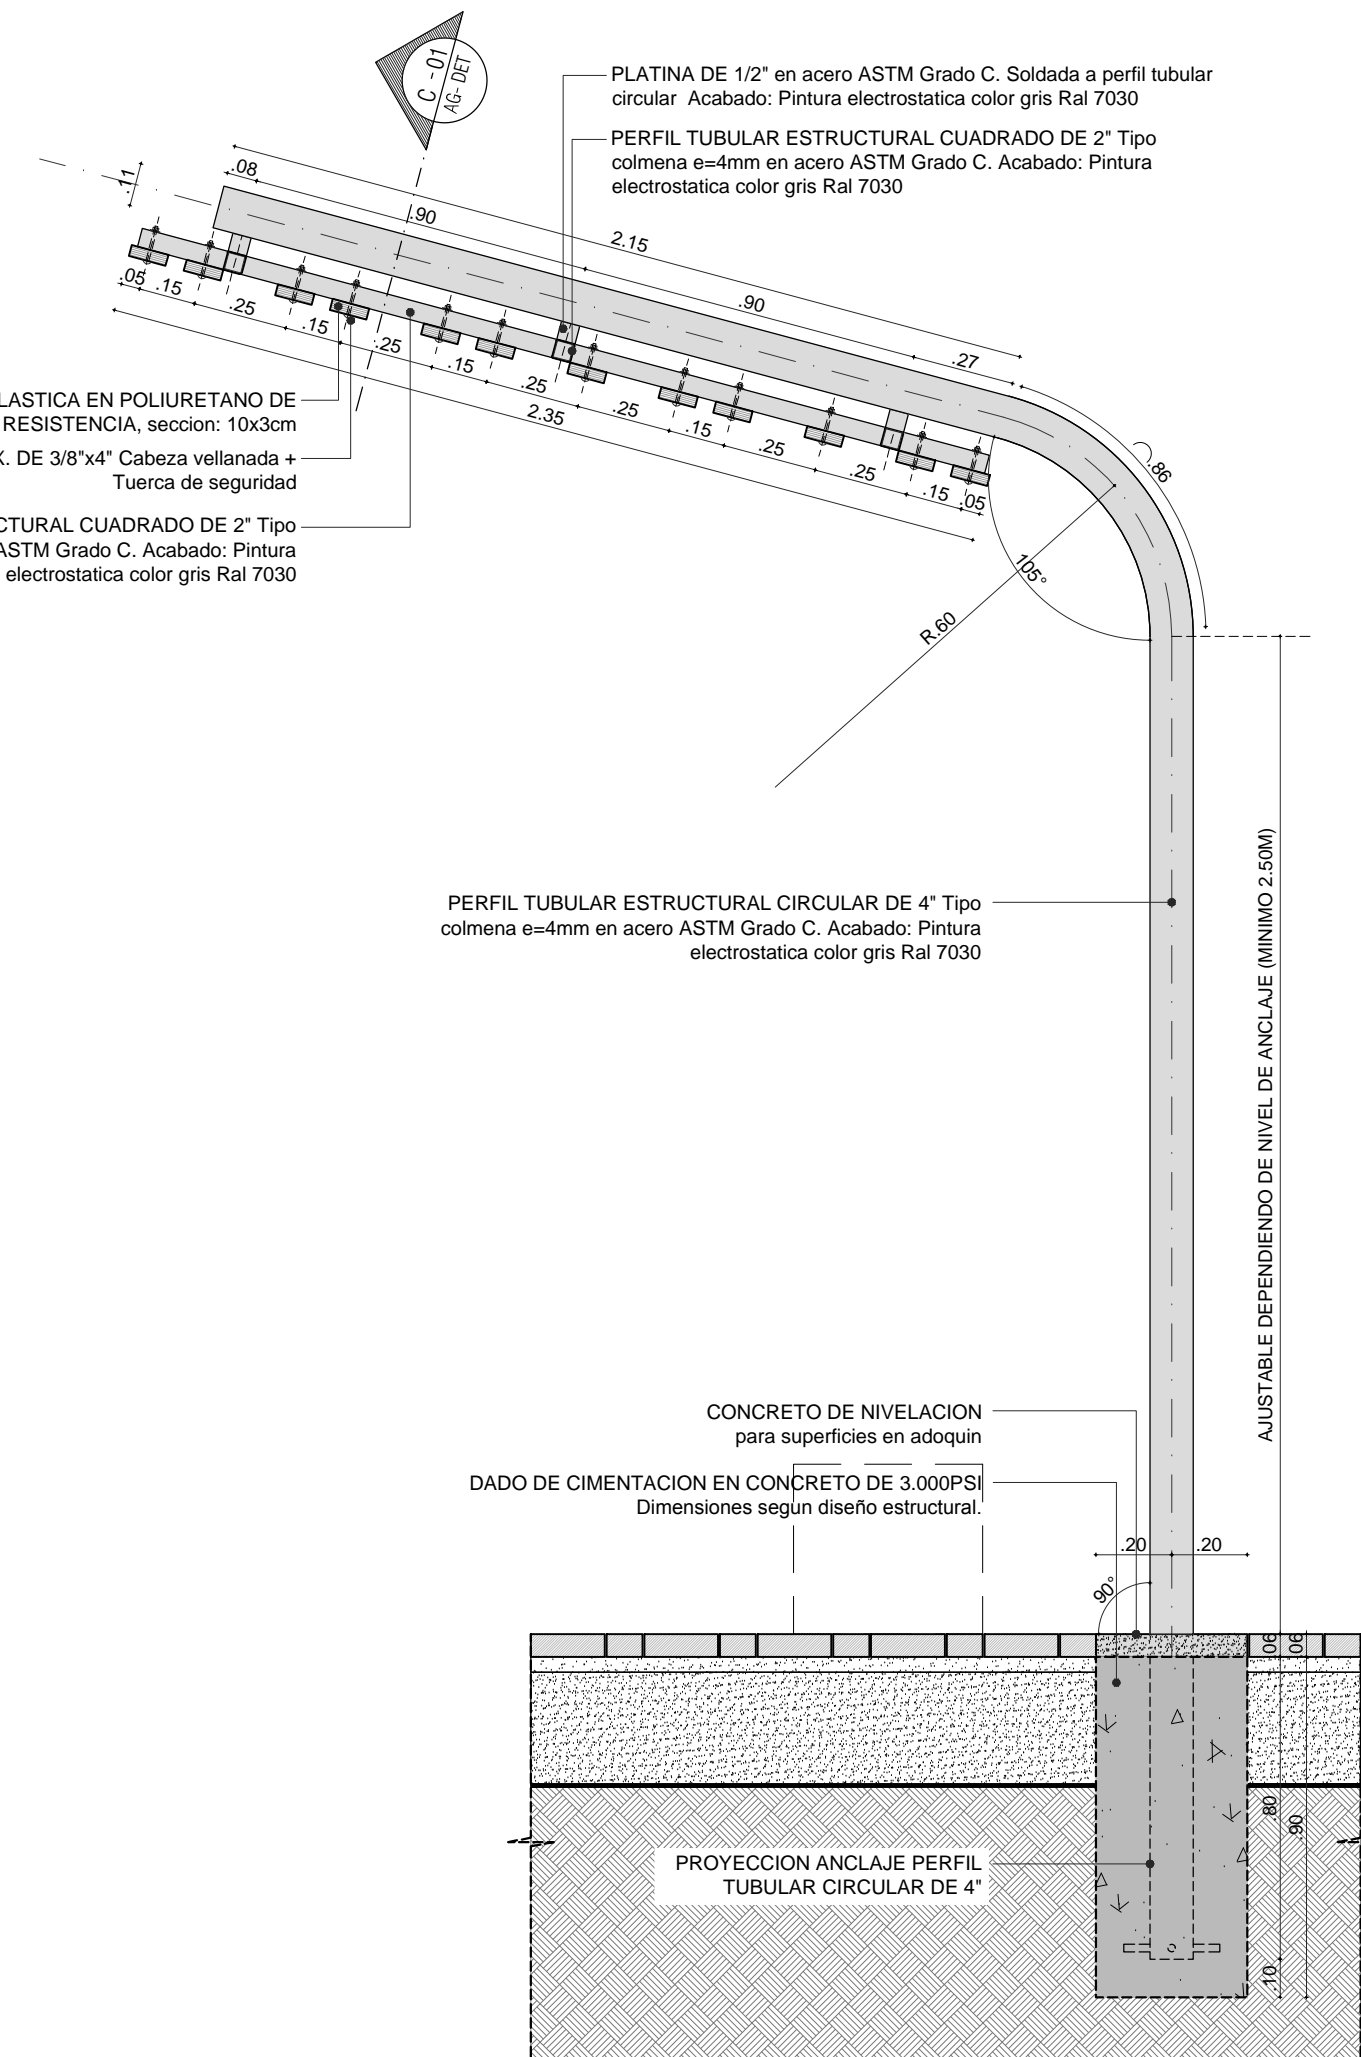 C - 01
AG- DET
PLATINA DE 1/2" en acero ASTM Grado C. Soldada a perfil tubular
circular Acabado: Pintura electrostatica color gris Ral 7030
PERFIL TUBULAR ESTRUCTURAL CUADRADO DE 2" Tipo
colmena e=4mm en acero ASTM Grado C. Acabado: Pintura
electrostatica color gris Ral 7030
.11
.08
.90
2.15
.90
.27
.05
.15
.25
.15
.25
.15
.25
.25
.15
.25
.25
.15
.05
2.35
.86
105°
R.60
LASTICA EN POLIURETANO DE
RESISTENCIA, seccion: 10x3cm
X. DE 3/8"x4" Cabeza vellanada +
Tuerca de seguridad
CTURAL CUADRADO DE 2" Tipo
ASTM Grado C. Acabado: Pintura
electrostatica color gris Ral 7030
PERFIL TUBULAR ESTRUCTURAL CIRCULAR DE 4" Tipo
colmena e=4mm en acero ASTM Grado C. Acabado: Pintura
electrostatica color gris Ral 7030
AJUSTABLE DEPENDIENDO DE NIVEL DE ANCLAJE (MINIMO 2.50M)
CONCRETO DE NIVELACION
para superficies en adoquin
DADO DE CIMENTACION EN CONCRETO DE 3.000PSI
Dimensiones segun diseño estructural.
.20
.20
90°
.06
.06
.80
.90
.10
PROYECCION ANCLAJE PERFIL
TUBULAR CIRCULAR DE 4"